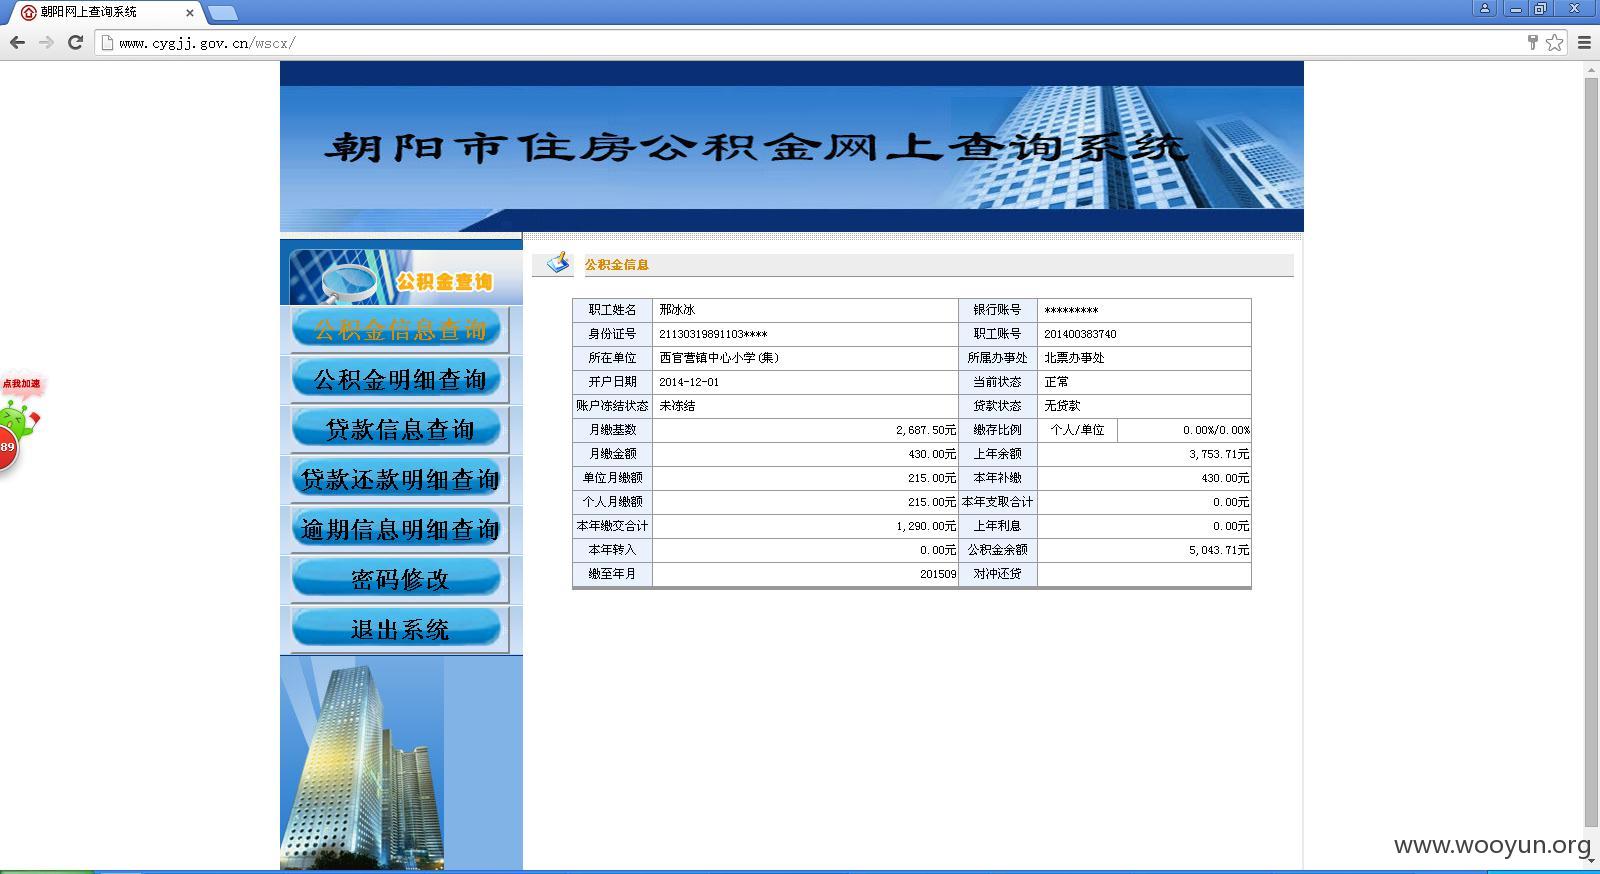 朝阳网上查询系统
www.cygjj.gov.cn/wscx/
朝阳市住房公积金网上查询系统
公积金查询
公积金信息查询
公积金明细查询
贷款信息查询
贷款还款明细查询
逾期信息明细查询
密码修改
退出系统
点我加速
89
公积金信息
职工姓名 邢冰冰 银行账号 *********
身份证号 21130319891103**** 职工账号 201400383740
所在单位 西官营镇中心小学(集) 所属办事处 北票办事处
开户日期 2014-12-01 当前状态 正常
账户冻结状态 未冻结 贷款状态 无贷款
月缴基数 2,687.50元 缴存比例 个人/单位 0.00%/0.00%
月缴金额 430.00元 上年余额 3,753.71元
单位月缴额 215.00元 本年补缴 430.00元
个人月缴额 215.00元 本年支取合计 0.00元
本年缴交合计 1,290.00元 上年利息 0.00元
本年转入 0.00元 公积金余额 5,043.71元
缴至年月 201509 对冲还贷
www.wooyun.org